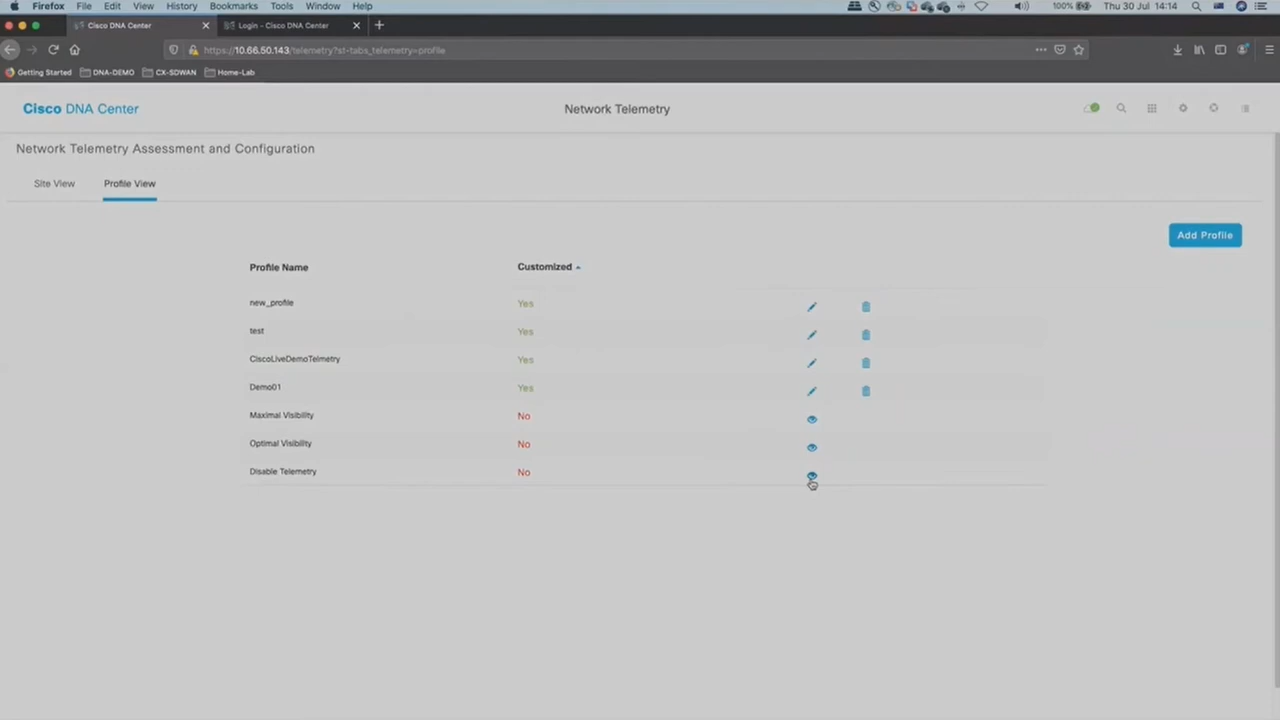 Firefox File Edit View History Bookmarks Tools Window Help 100% Thu 30 Jul 14:14
Cisco DNA Center Login - Cisco DNA Center
https://10.66.50.143/telemetry?st-tabs_telemetry=profile
Getting Started DNA-DEMO CX-SDWAN Home-Lab
Cisco DNA Center Network Telemetry
Network Telemetry Assessment and Configuration
Site View Profile View
Add Profile
Profile Name Customized
new_profile Yes
test Yes
CiscoLiveDemoTelmetry Yes
Demo01 Yes
Maximal Visibility No
Optimal Visibility No
Disable Telemetry No